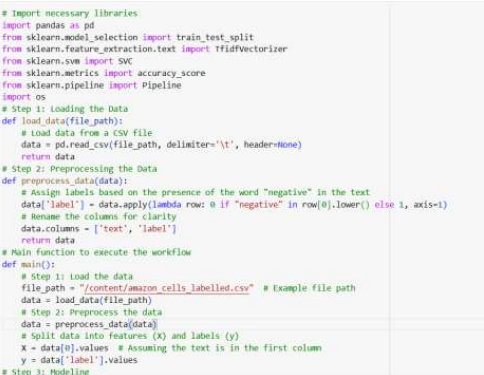 # Import necessary libraries
import pandas as pd
from sklearn.model_selection import train_test_split
from sklearn.feature_extraction.text import TfidfVectorizer
from sklearn.svm import SVC
from sklearn.metrics import accuracy_score
from sklearn.pipeline import Pipeline
import os
# Step 1: Loading the Data
def load_data(file_path):
    # Load data from a CSV file
    data = pd.read_csv(file_path, delimiter='\t', header=None)
    return data
# Step 2: Preprocessing the Data
def preprocess_data(data):
    # Assign labels based on the presence of the word "negative" in the text
    data['label'] = data.apply(lambda row: 0 if "negative" in row[0].lower() else 1, axis=1)
    # Rename the columns for clarity
    data.columns = ['text', 'label']
    return data
# Main function to execute the workflow
def main():
    # Step 1: Load the data
    file_path = "/content/amazon_cells_labelled.csv"  # Example file path
    data = load_data(file_path)
    # Step 2: Preprocess the data
    data = preprocess_data(data)
    # Split data into features (X) and labels (y)
    X = data[0].values  # Assuming the text is in the first column
    y = data['label'].values
# Step 3: Modeling